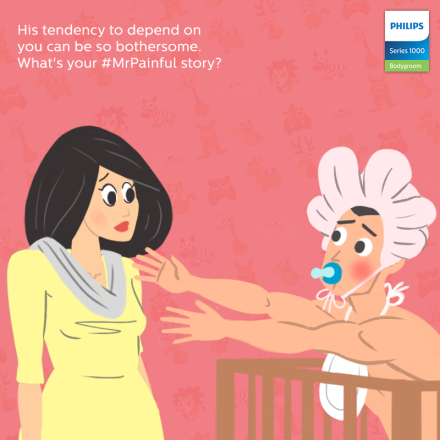 His tendency to depend on
you can be so bothersome.
What's your #MrPainful story?
PHILIPS
Series 1000
Bodygroom